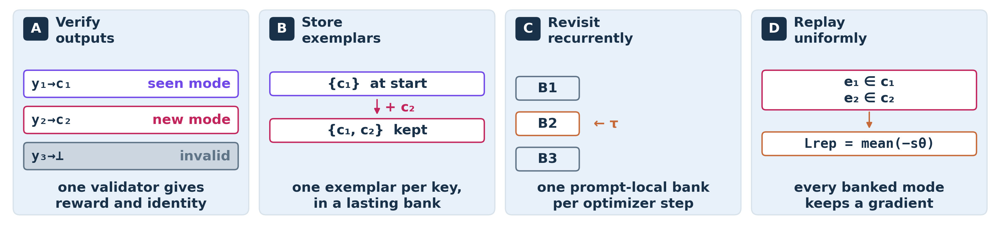 A Verify
outputs
y₁→c₁ seen mode
y₂→c₂ new mode
y₃→⊥ invalid
one validator gives
reward and identity
B Store
exemplars
{c₁} at start
+ c₂
{c₁, c₂} kept
one exemplar per key,
in a lasting bank
C Revisit
recurrently
B1
B2 ← τ
B3
one prompt-local bank
per optimizer step
D Replay
uniformly
e₁ ∈ c₁
e₂ ∈ c₂
Lrep = mean(−sθ)
every banked mode
keeps a gradient